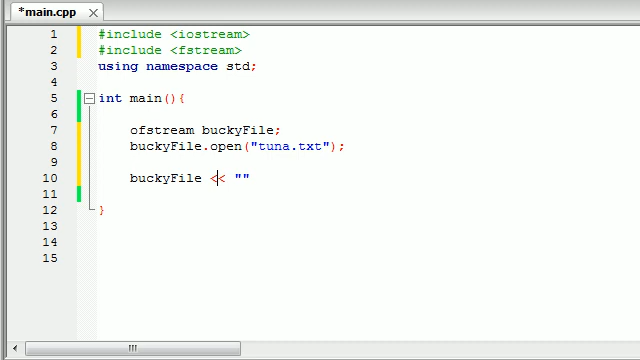 *main.cpp
1 #include <iostream>
2 #include <fstream>
3 using namespace std;
4
5 int main(){
6
7 ofstream buckyFile;
8 buckyFile.open("tuna.txt");
9
10 buckyFile << ""
11
12 }
13
14
15